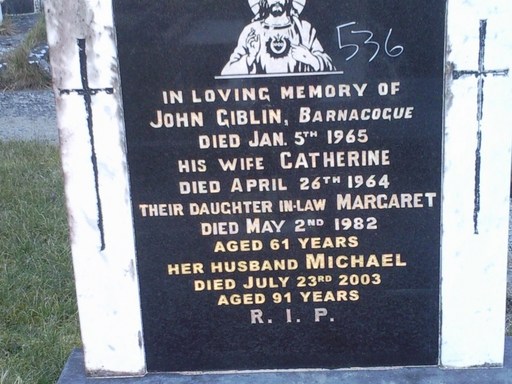 536
IN LOVING MEMORY OF
JOHN GIBLIN, BARNACOGUE
DIED JAN. 5TH 1965
HIS WIFE CATHERINE
DIED APRIL 26TH 1964
THEIR DAUGHTER IN-LAW MARGARET
DIED MAY 2ND 1982
AGED 61 YEARS
HER HUSBAND MICHAEL
DIED JULY 23RD 2003
AGED 91 YEARS
R. I. P.